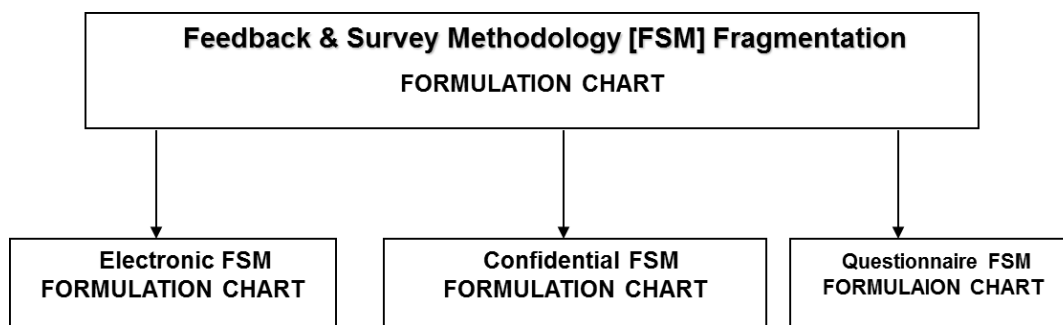 Feedback & Survey Methodology [FSM] Fragmentation
FORMULATION CHART
Electronic FSM
FORMULATION CHART
Confidential FSM
FORMULATION CHART
Questionnaire FSM
FORMULAION CHART